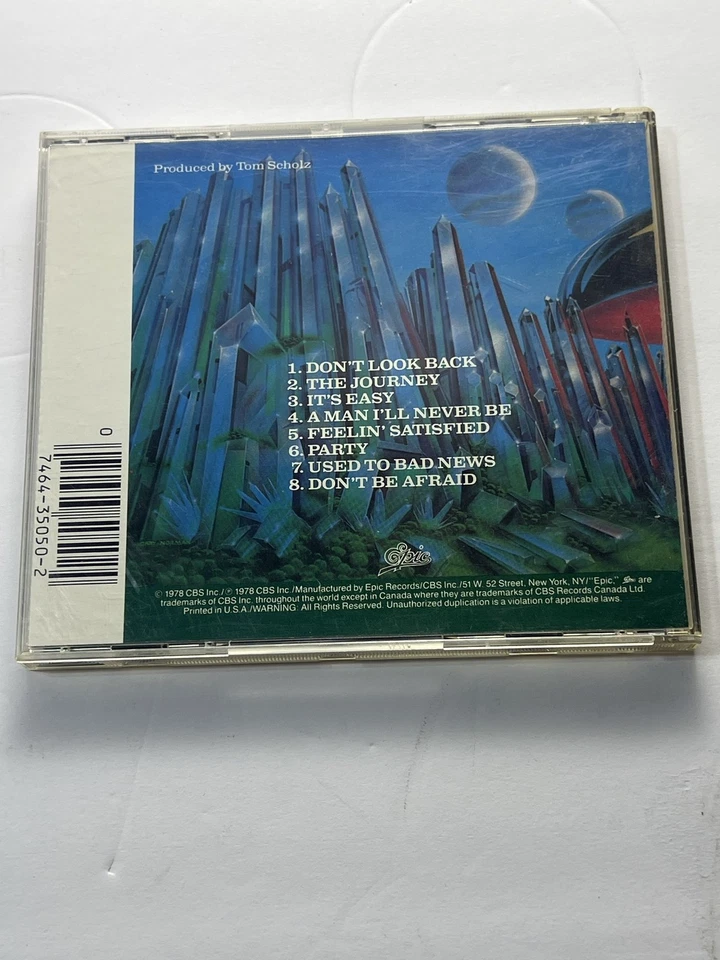 Produced by Tom Scholz
1. DON'T LOOK BACK
2. THE JOURNEY
3. IT'S EASY
4. A MAN I'LL NEVER BE
5. FEELIN' SATISFIED
6. PARTY
7. USED TO BAD NEWS
8. DON'T BE AFRAID
Epic
© 1978 CBS Inc./℗ 1978 CBS Inc./Manufactured by Epic Records/CBS Inc./51 W. 52 Street, New York, NY/"Epic," Epic are
trademarks of CBS Inc. throughout the world except in Canada where they are trademarks of CBS Records Canada Ltd.
Printed in U.S.A./WARNING: All Rights Reserved. Unauthorized duplication is a violation of applicable laws.
0 7464-35050-2